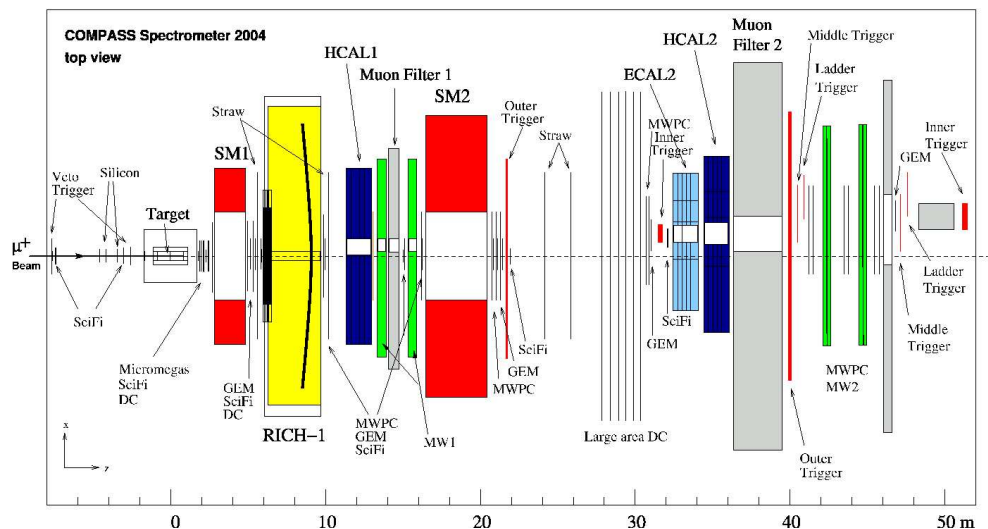 COMPASS Spectrometer 2004
top view
HCAL1
Muon Filter 1
SM2
Outer
Trigger
Straw
ECAL2
HCAL2
Muon
Filter 2
Middle Trigger
Ladder
Trigger
MWPC
Inner
Trigger
GEM
Inner
Trigger
Straw
SM1
Veto
Trigger
Silicon
Target
μ+
Beam
SciFi
Micromegas
SciFi
DC
GEM
SciFi
DC
RICH−1
MWPC
GEM
SciFi
MW1
MWPC
GEM
SciFi
Large area DC
GEM
SciFi
Outer
Trigger
MWPC
MW2
Middle
Trigger
Ladder
Trigger
x
z
0
10
20
30
40
50 m